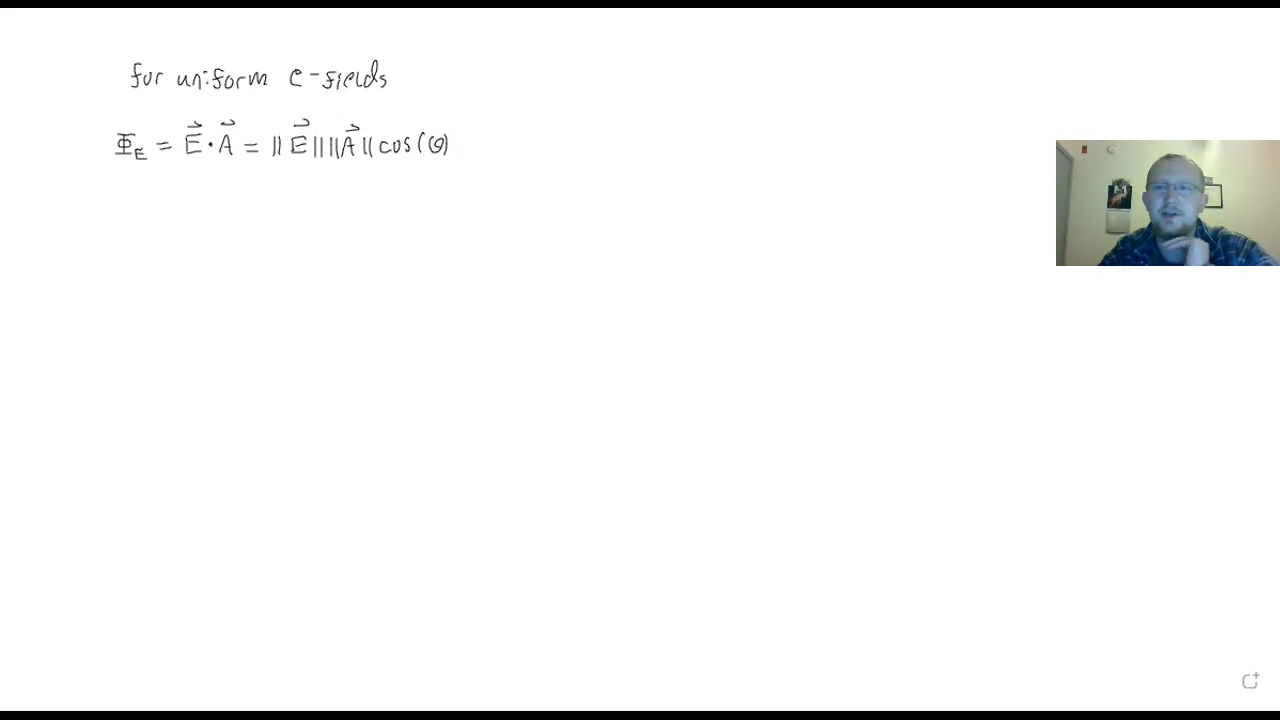 for uniform e-fields
Φ_E = E⃗ · A⃗ = ||E⃗|| ||A⃗|| cos(θ)